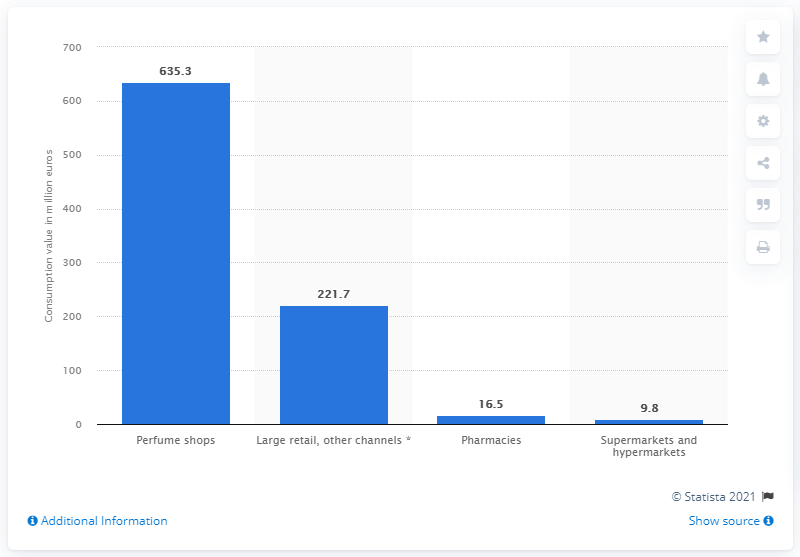 700
600
500
400
300
200
100
0
Consumption value in million euros
635.3
221.7
16.5
9.8
Perfume shops
Large retail, other channels *
Pharmacies
Supermarkets and
hypermarkets
© Statista 2021
Additional Information
Show source